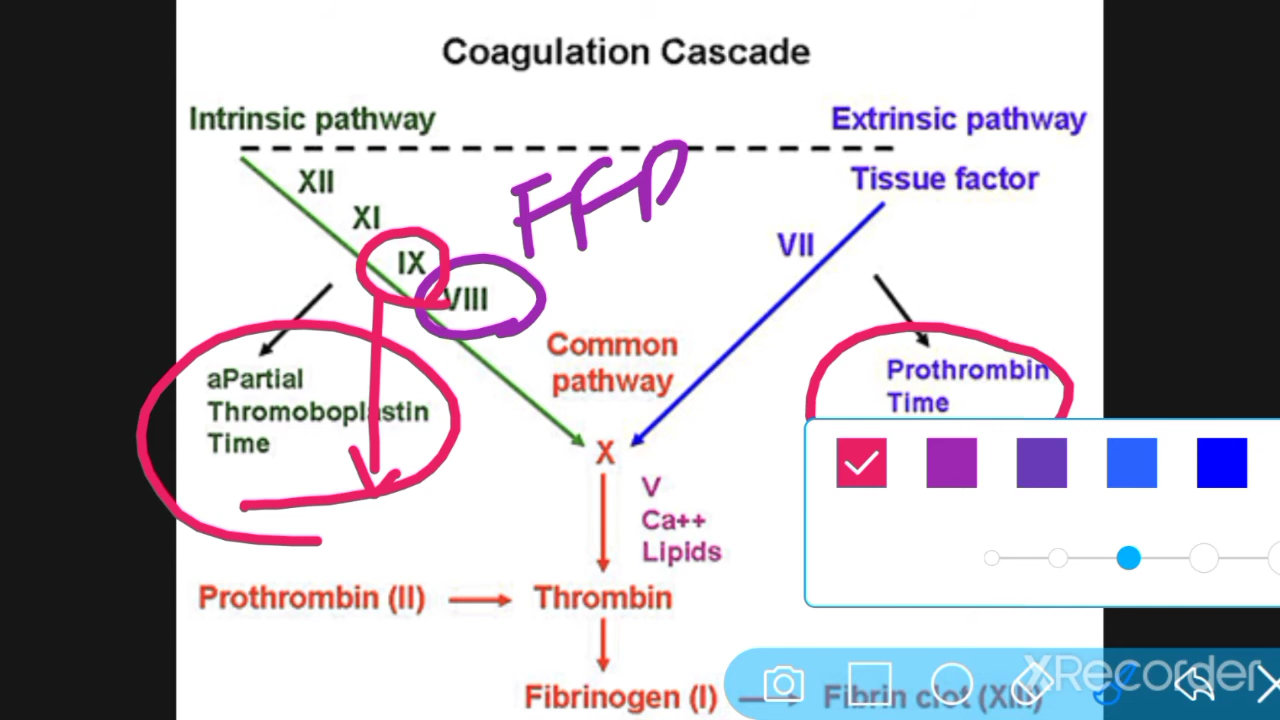 Coagulation Cascade
Intrinsic pathway
Extrinsic pathway
XII
Tissue factor
XI
FFP
VII
IX
VIII
Common
pathway
aPartial
Thromoboplastin
Time
Prothrombin
Time
X
V
Ca++
Lipids
Prothrombin (II)
Thrombin
Fibrinogen (I)
Fibrin clot (XIII)
XRecorder